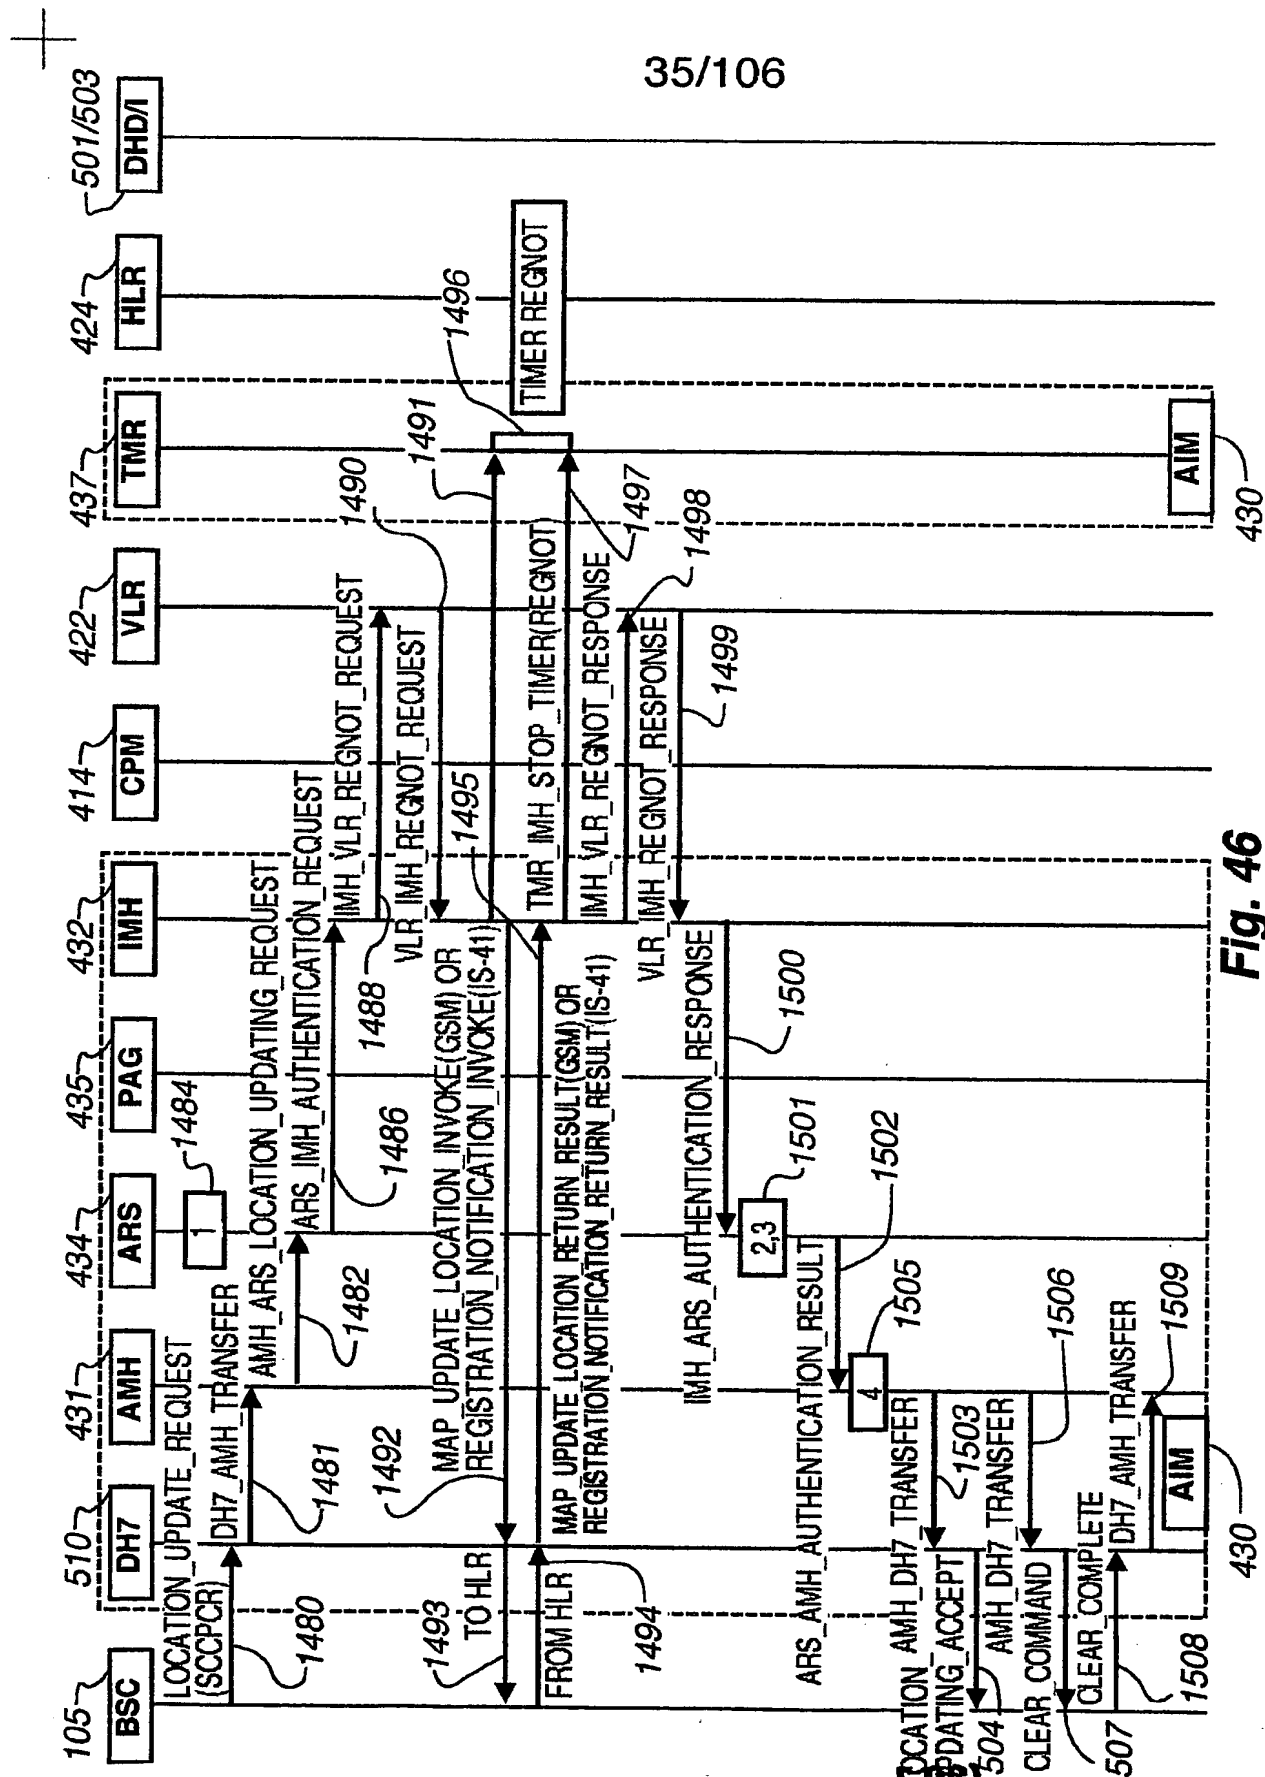 35/106
105
BSC
510
DH7
431
AMH
434
ARS
435
PAG
432
IMH
414
CPM
422
VLR
437
TMR
424
HLR
501/503
DHD/I
LOCATION_UPDATE_REQUEST
(SCCPCR)
1480
DH7_AMH_TRANSFER
1481
1
1484
AMH_ARS_LOCATION_UPDATING_REQUEST
1482
ARS_IMH_AUTHENTICATION_REQUEST
1486
IMH_VLR_REGNOT_REQUEST
1488
VLR_IMH_REGNOT_REQUEST
1490
1491
1496
TIMER REGNOT
MAP_UPDATE_LOCATION_INVOKE(GSM) OR
REGISTRATION_NOTIFICATION_INVOKE(IS-41)
1492
TO HLR
1493
FROM HLR
1494
MAP_UPDATE_LOCATION_RETURN_RESULT(GSM) OR
REGISTRATION_NOTIFICATION_RETURN_RESULT(IS-41)
1495
TMR_IMH_STOP_TIMER(REGNOT)
1497
IMH_VLR_REGNOT_RESPONSE
1498
VLR_IMH_REGNOT_RESPONSE
1499
IMH_ARS_AUTHENTICATION_RESPONSE
1500
2,3
1501
ARS_AMH_AUTHENTICATION_RESULT
1502
4
1505
AMH_DH7_TRANSFER
1503
PDATING_ACCEPT
504
AMH_DH7_TRANSFER
1506
CLEAR_COMMAND
507
CLEAR_COMPLETE
1508
DH7_AMH_TRANSFER
1509
AIM
430
AIM
430
Fig. 46